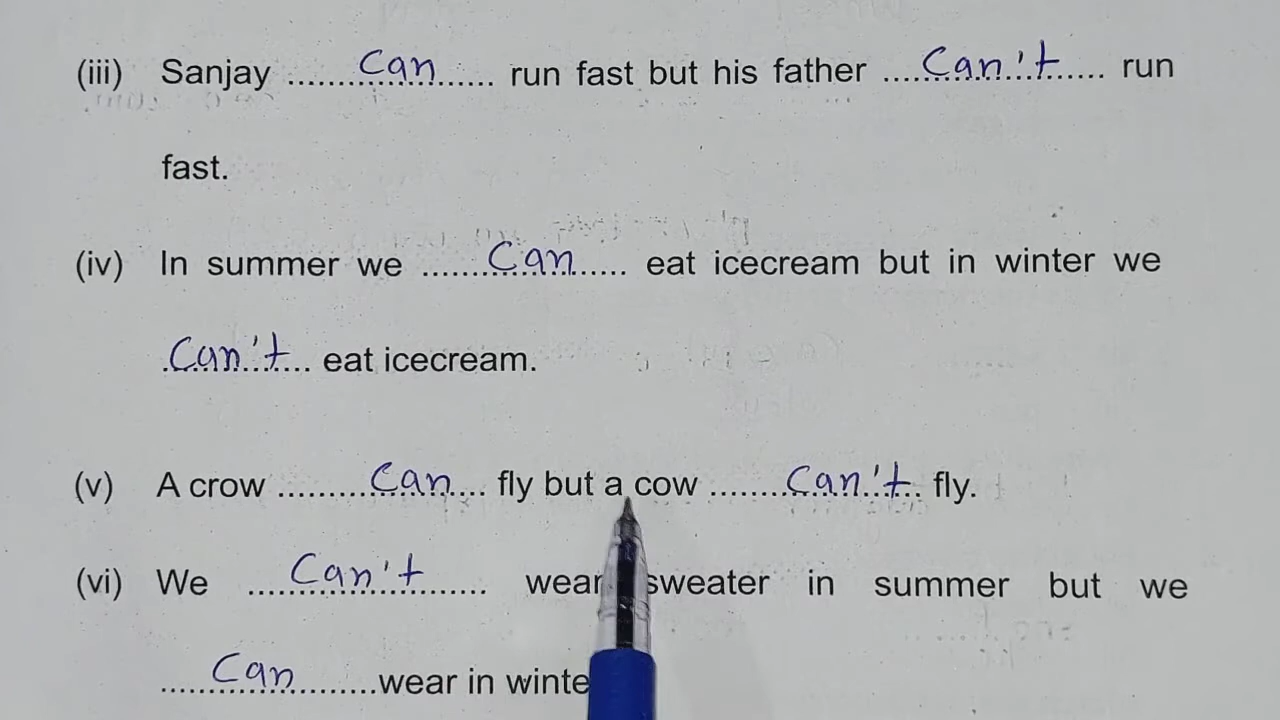 (iii) Sanjay ......can...... run fast but his father ....can't...... run
fast.
(iv) In summer we ......can...... eat icecream but in winter we
.can't... eat icecream.
(v) A crow .........can.... fly but a cow .......can't.. fly.
(vi) We ....can't...... wear sweater in summer but we
.....can.......wear in winte